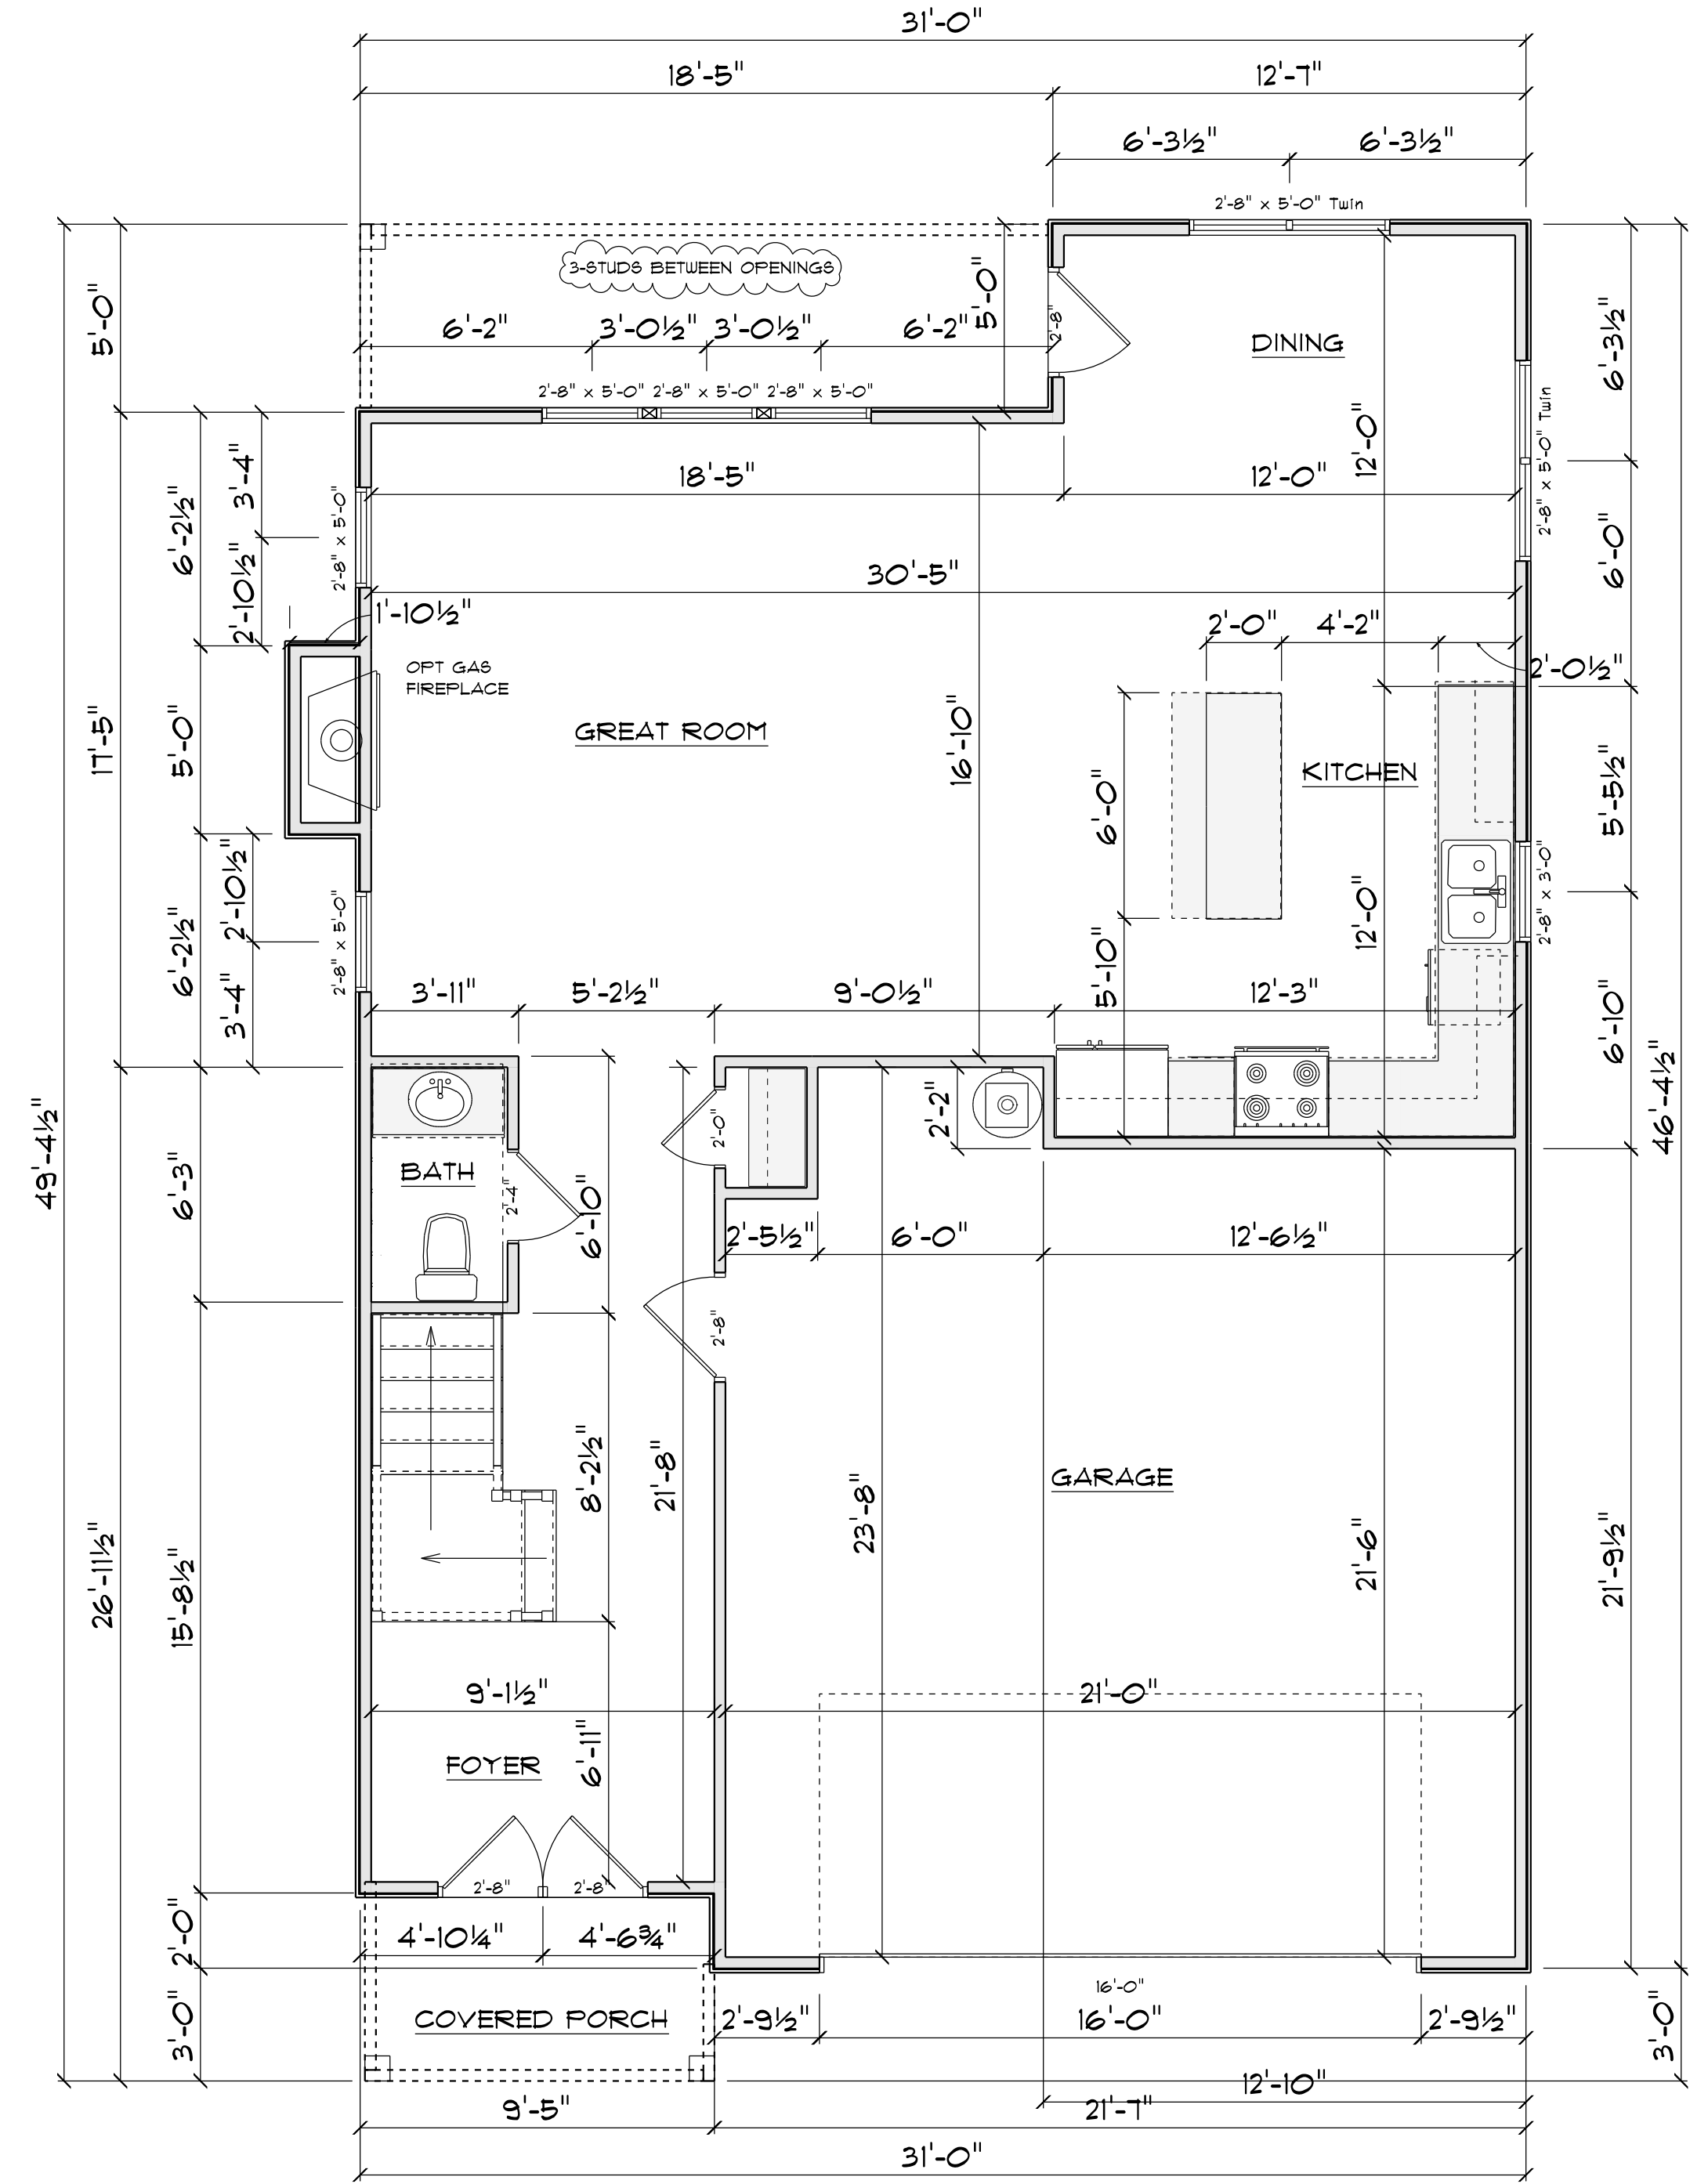 31'-0"
18'-5" 12'-7"
6'-3½" 6'-3½"
2'-8" x 5'-0" Twin
3-STUDS BETWEEN OPENINGS
5'-0"
5'-0"
6'-2" 3'-0½" 3'-0½" 6'-2"
2'-8"
DINING
6'-3½"
2'-8" x 5'-0" 2'-8" x 5'-0" 2'-8" x 5'-0"
12'-0"
2'-8" x 5'-0" Twin
3'-4"
6'-2½"
18'-5" 12'-0"
2'-8" x 5'-0"
6'-0"
30'-5"
2'-10½"
1'-10½"
2'-0" 4'-2"
2'-0½"
OPT GAS
FIREPLACE
17'-5"
5'-0"
GREAT ROOM
16'-10"
KITCHEN
6'-0"
5'-5½"
2'-10½"
6'-2½"
2'-8" x 5'-0"
12'-0"
2'-8" x 3'-0"
3'-4"
5'-10"
3'-11" 5'-2½" 9'-0½" 12'-3"
6'-10"
46'-4½"
49'-4½"
2'-2"
2'-0"
6'-3"
BATH
2'-4"
6'-10"
2'-5½" 6'-0" 12'-6½"
2'-8"
8'-2½"
21'-8"
GARAGE
23'-8"
21'-6"
21'-9½"
26'-11½"
15'-8½"
9'-1½" 21'-0"
6'-11"
FOYER
2'-8" 2'-8"
2'-0"
4'-10¼" 4'-6¾"
16'-0"
3'-0"
COVERED PORCH
2'-9½" 16'-0" 2'-9½"
3'-0"
12'-10"
9'-5" 21'-7"
31'-0"